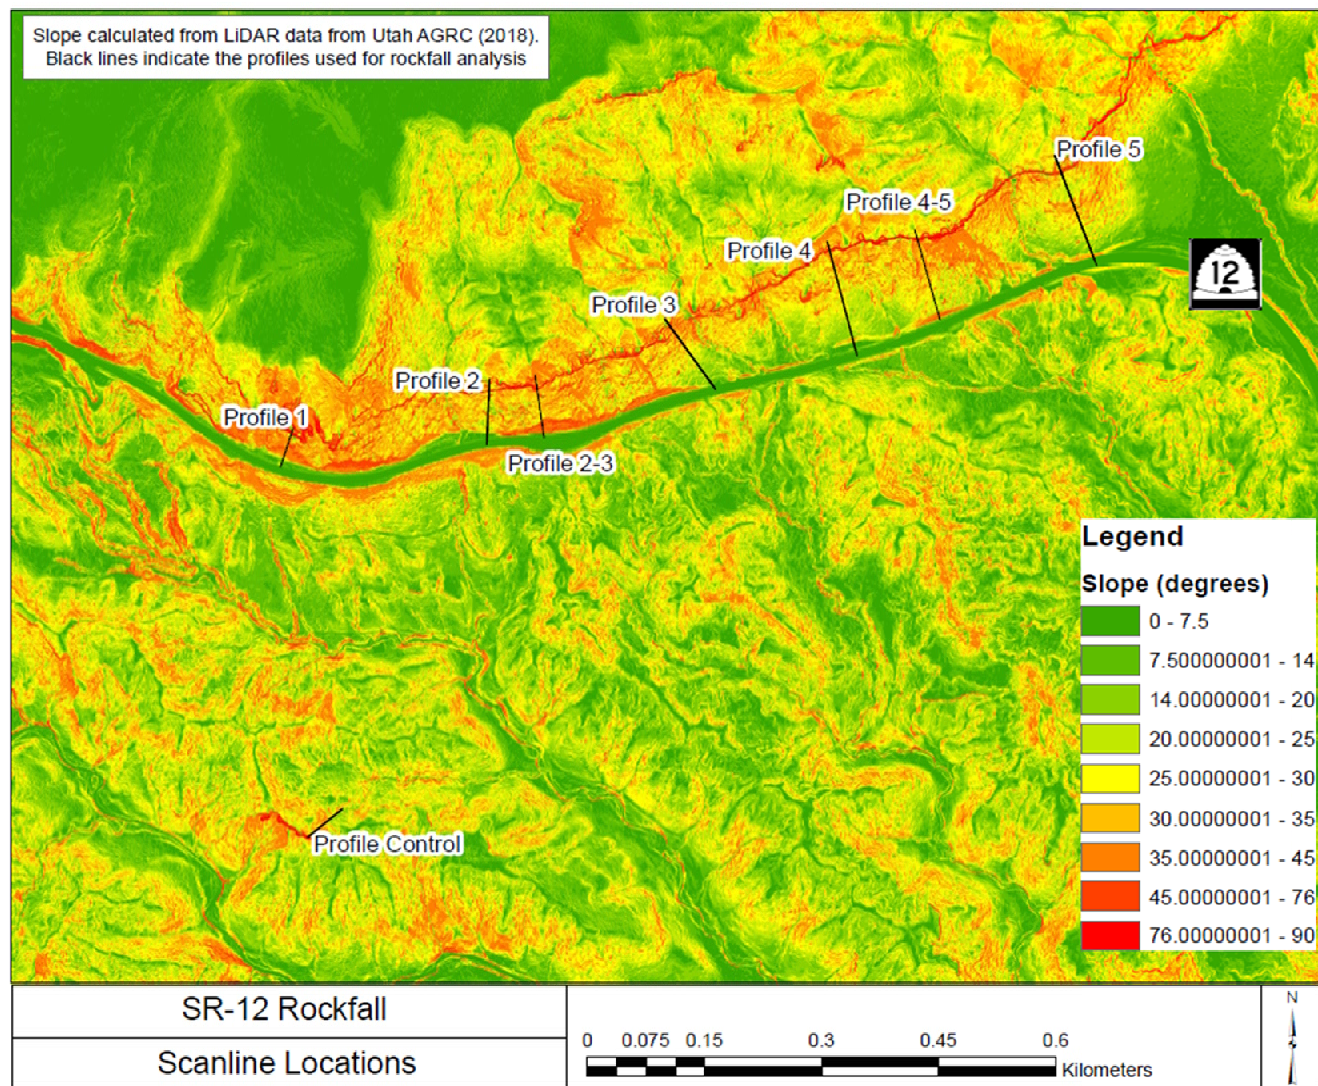 Slope calculated from LiDAR data from Utah AGRC (2018).
Black lines indicate the profiles used for rockfall analysis
Profile 5
Profile 4-5
Profile 4
12
Profile 3
Profile 2
Profile 1
Profile 2-3
Profile Control
Legend
Slope (degrees)
0 - 7.5
7.500000001 - 14
14.00000001 - 20
20.00000001 - 25
25.00000001 - 30
30.00000001 - 35
35.00000001 - 45
45.00000001 - 76
76.00000001 - 90
SR-12 Rockfall
Scanline Locations
0 0.075 0.15 0.3 0.45 0.6
Kilometers
N